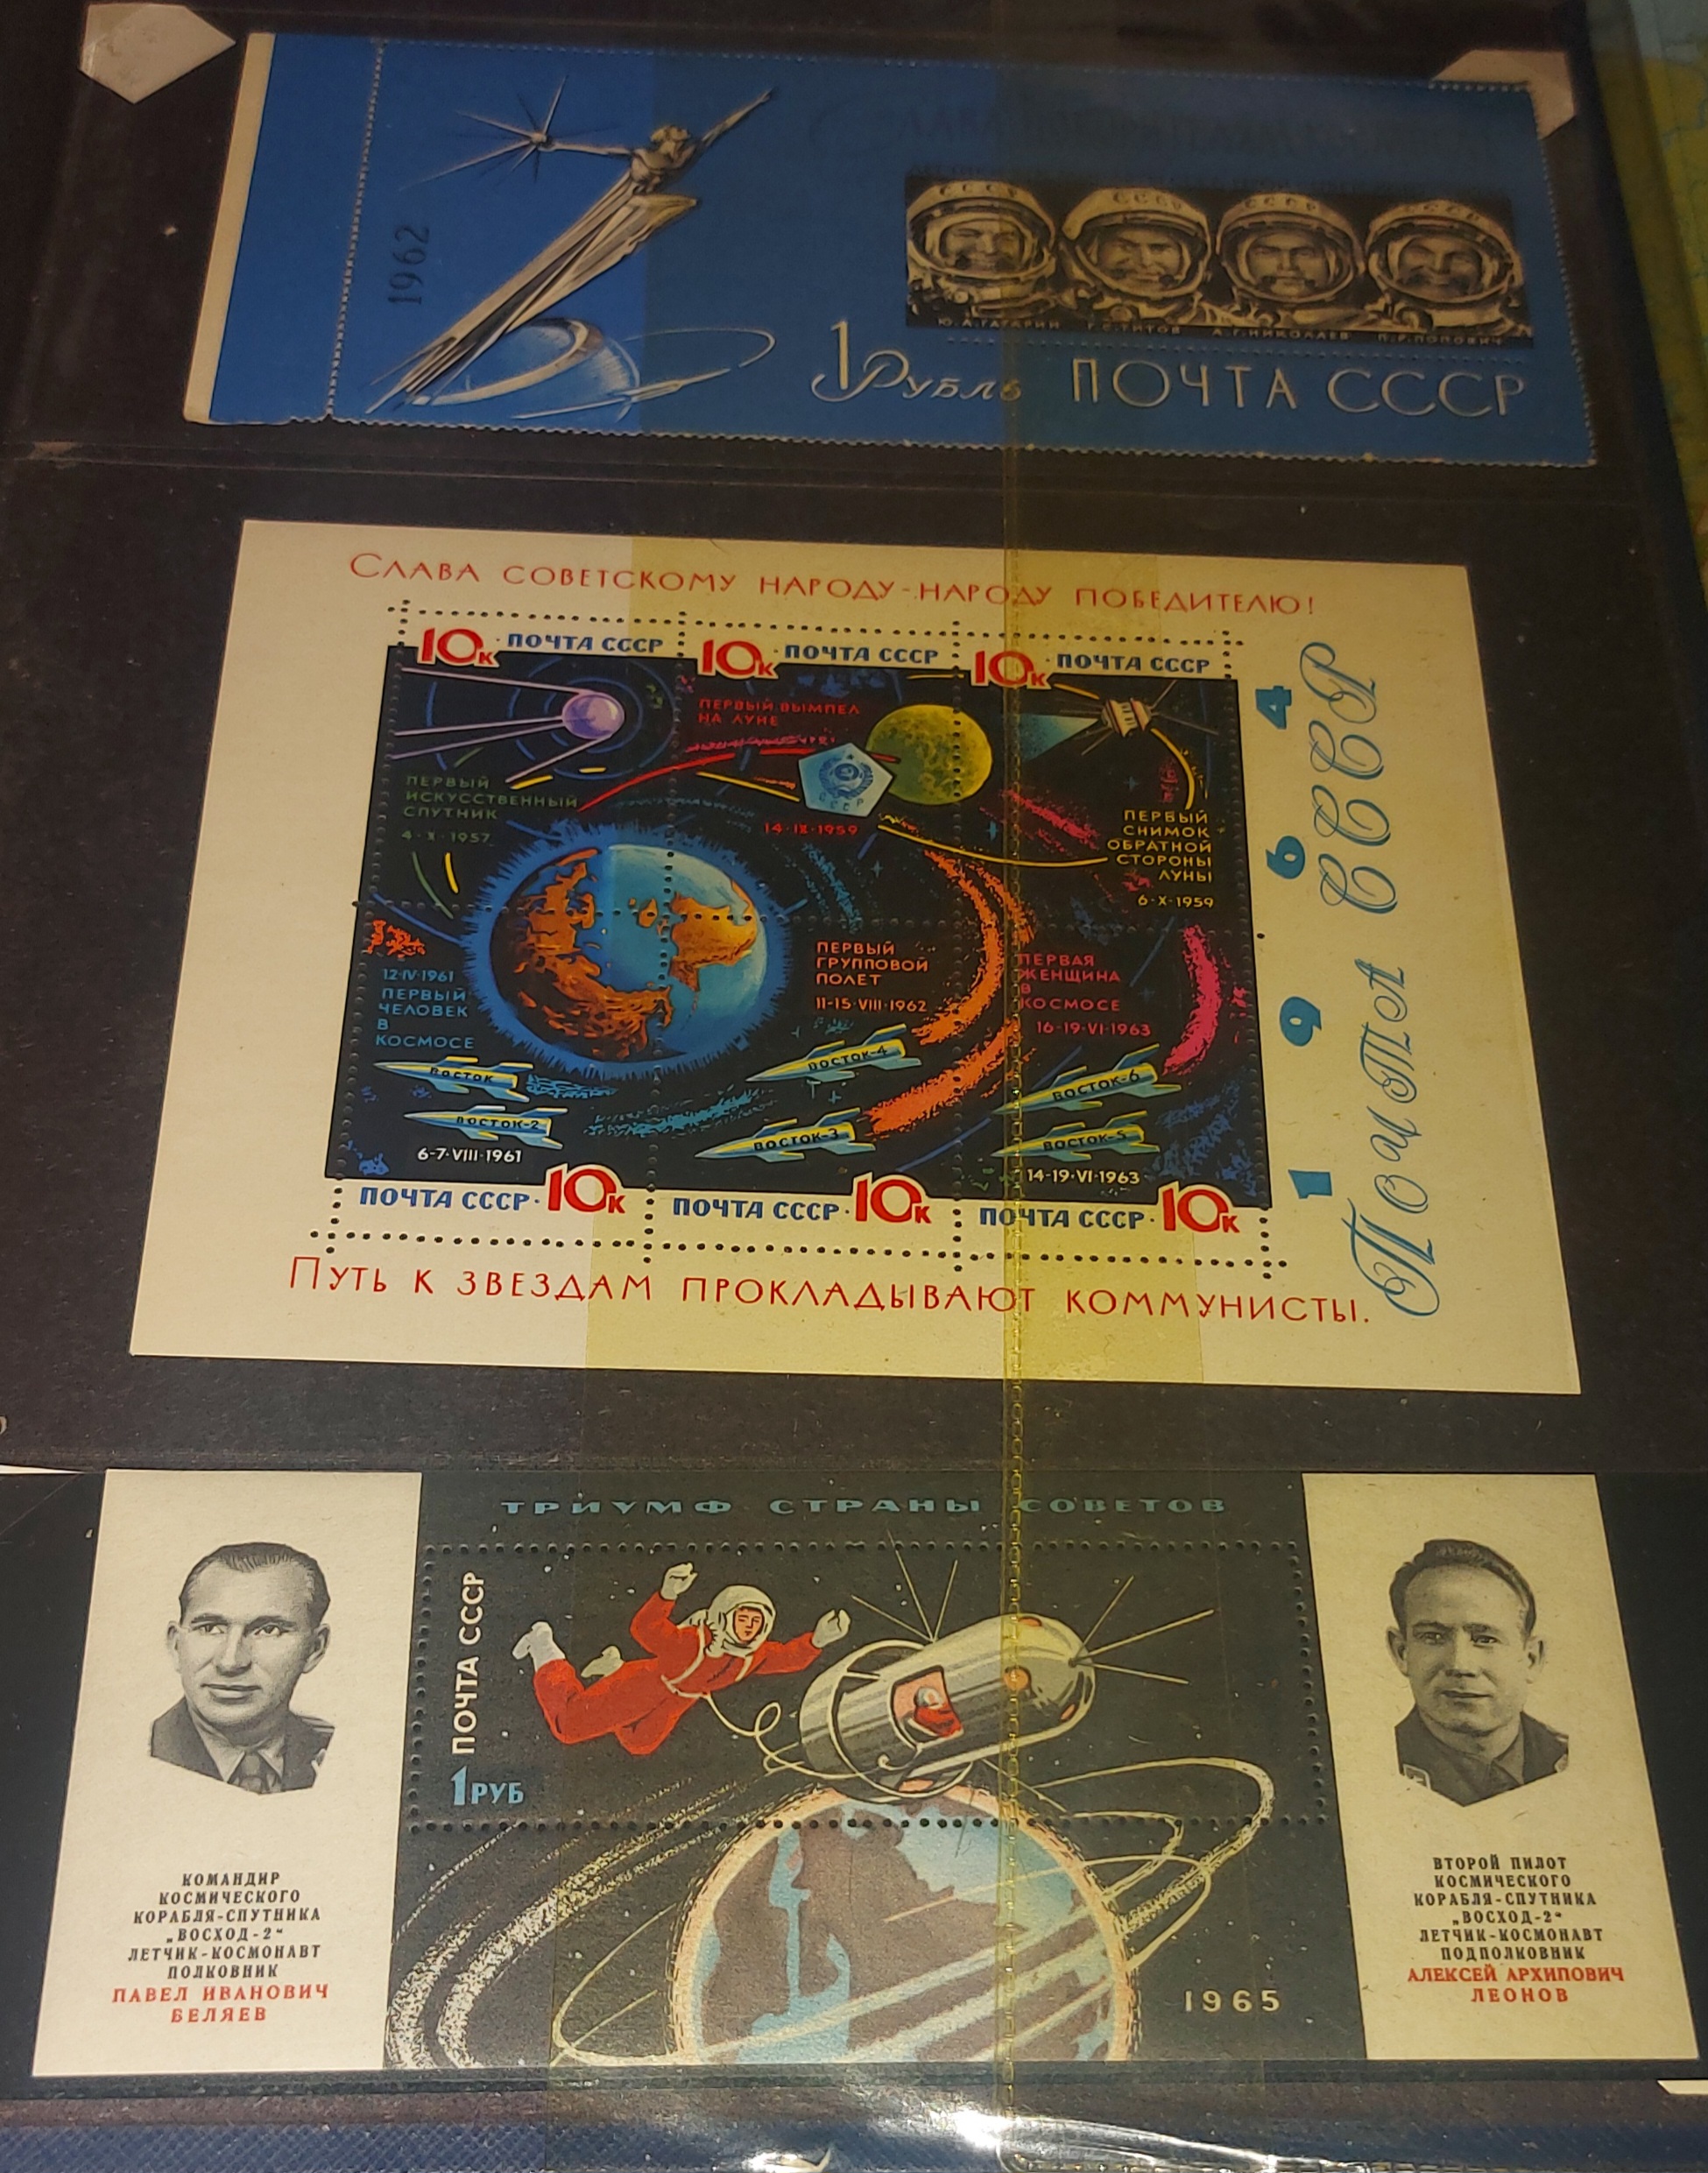 1962
СССР СССР СССР СССР
Ю.А.ГАГАРИН Г.С.ТИТОВ А.Г.НИКОЛАЕВ П.Р.ПОПОВИЧ
1 Рубль ПОЧТА СССР
СЛАВА СОВЕТСКОМУ НАРОДУ-НАРОДУ ПОБЕДИТЕЛЮ!
10к · ПОЧТА СССР
10к · ПОЧТА СССР
10к · ПОЧТА СССР
ПЕРВЫЙ
ИСКУССТВЕННЫЙ
СПУТНИК
4·X·1957
ПЕРВЫЙ ВЫМПЕЛ
НА ЛУНЕ
СССР
14·IX·1959
ПЕРВЫЙ
СНИМОК
ОБРАТНОЙ
СТОРОНЫ
ЛУНЫ
6·X·1959
12·IV·1961
ПЕРВЫЙ
ЧЕЛОВЕК
В
КОСМОСЕ
ВОСТОК
ВОСТОК-2
6-7·VIII·1961
ПЕРВЫЙ
ГРУППОВОЙ
ПОЛЕТ
11-15·VIII·1962
ВОСТОК-4
ВОСТОК-3
ПЕРВАЯ
ЖЕНЩИНА
В
КОСМОСЕ
16-19·VI·1963
ВОСТОК-6
ВОСТОК-5
14-19·VI·1963
ПОЧТА СССР · 10к
ПОЧТА СССР · 10к
ПОЧТА СССР · 10к
ПУТЬ К ЗВЕЗДАМ ПРОКЛАДЫВАЮТ КОММУНИСТЫ.
1964
Почта СССР
ТРИУМФ СТРАНЫ СОВЕТОВ
ПОЧТА СССР
1РУБ
1965
КОМАНДИР
КОСМИЧЕСКОГО
КОРАБЛЯ-СПУТНИКА
„ВОСХОД-2“
ЛЕТЧИК-КОСМОНАВТ
ПОЛКОВНИК
ПАВЕЛ ИВАНОВИЧ
БЕЛЯЕВ
ВТОРОЙ ПИЛОТ
КОСМИЧЕСКОГО
КОРАБЛЯ-СПУТНИКА
„ВОСХОД-2“
ЛЕТЧИК-КОСМОНАВТ
ПОДПОЛКОВНИК
АЛЕКСЕЙ АРХИПОВИЧ
ЛЕОНОВ